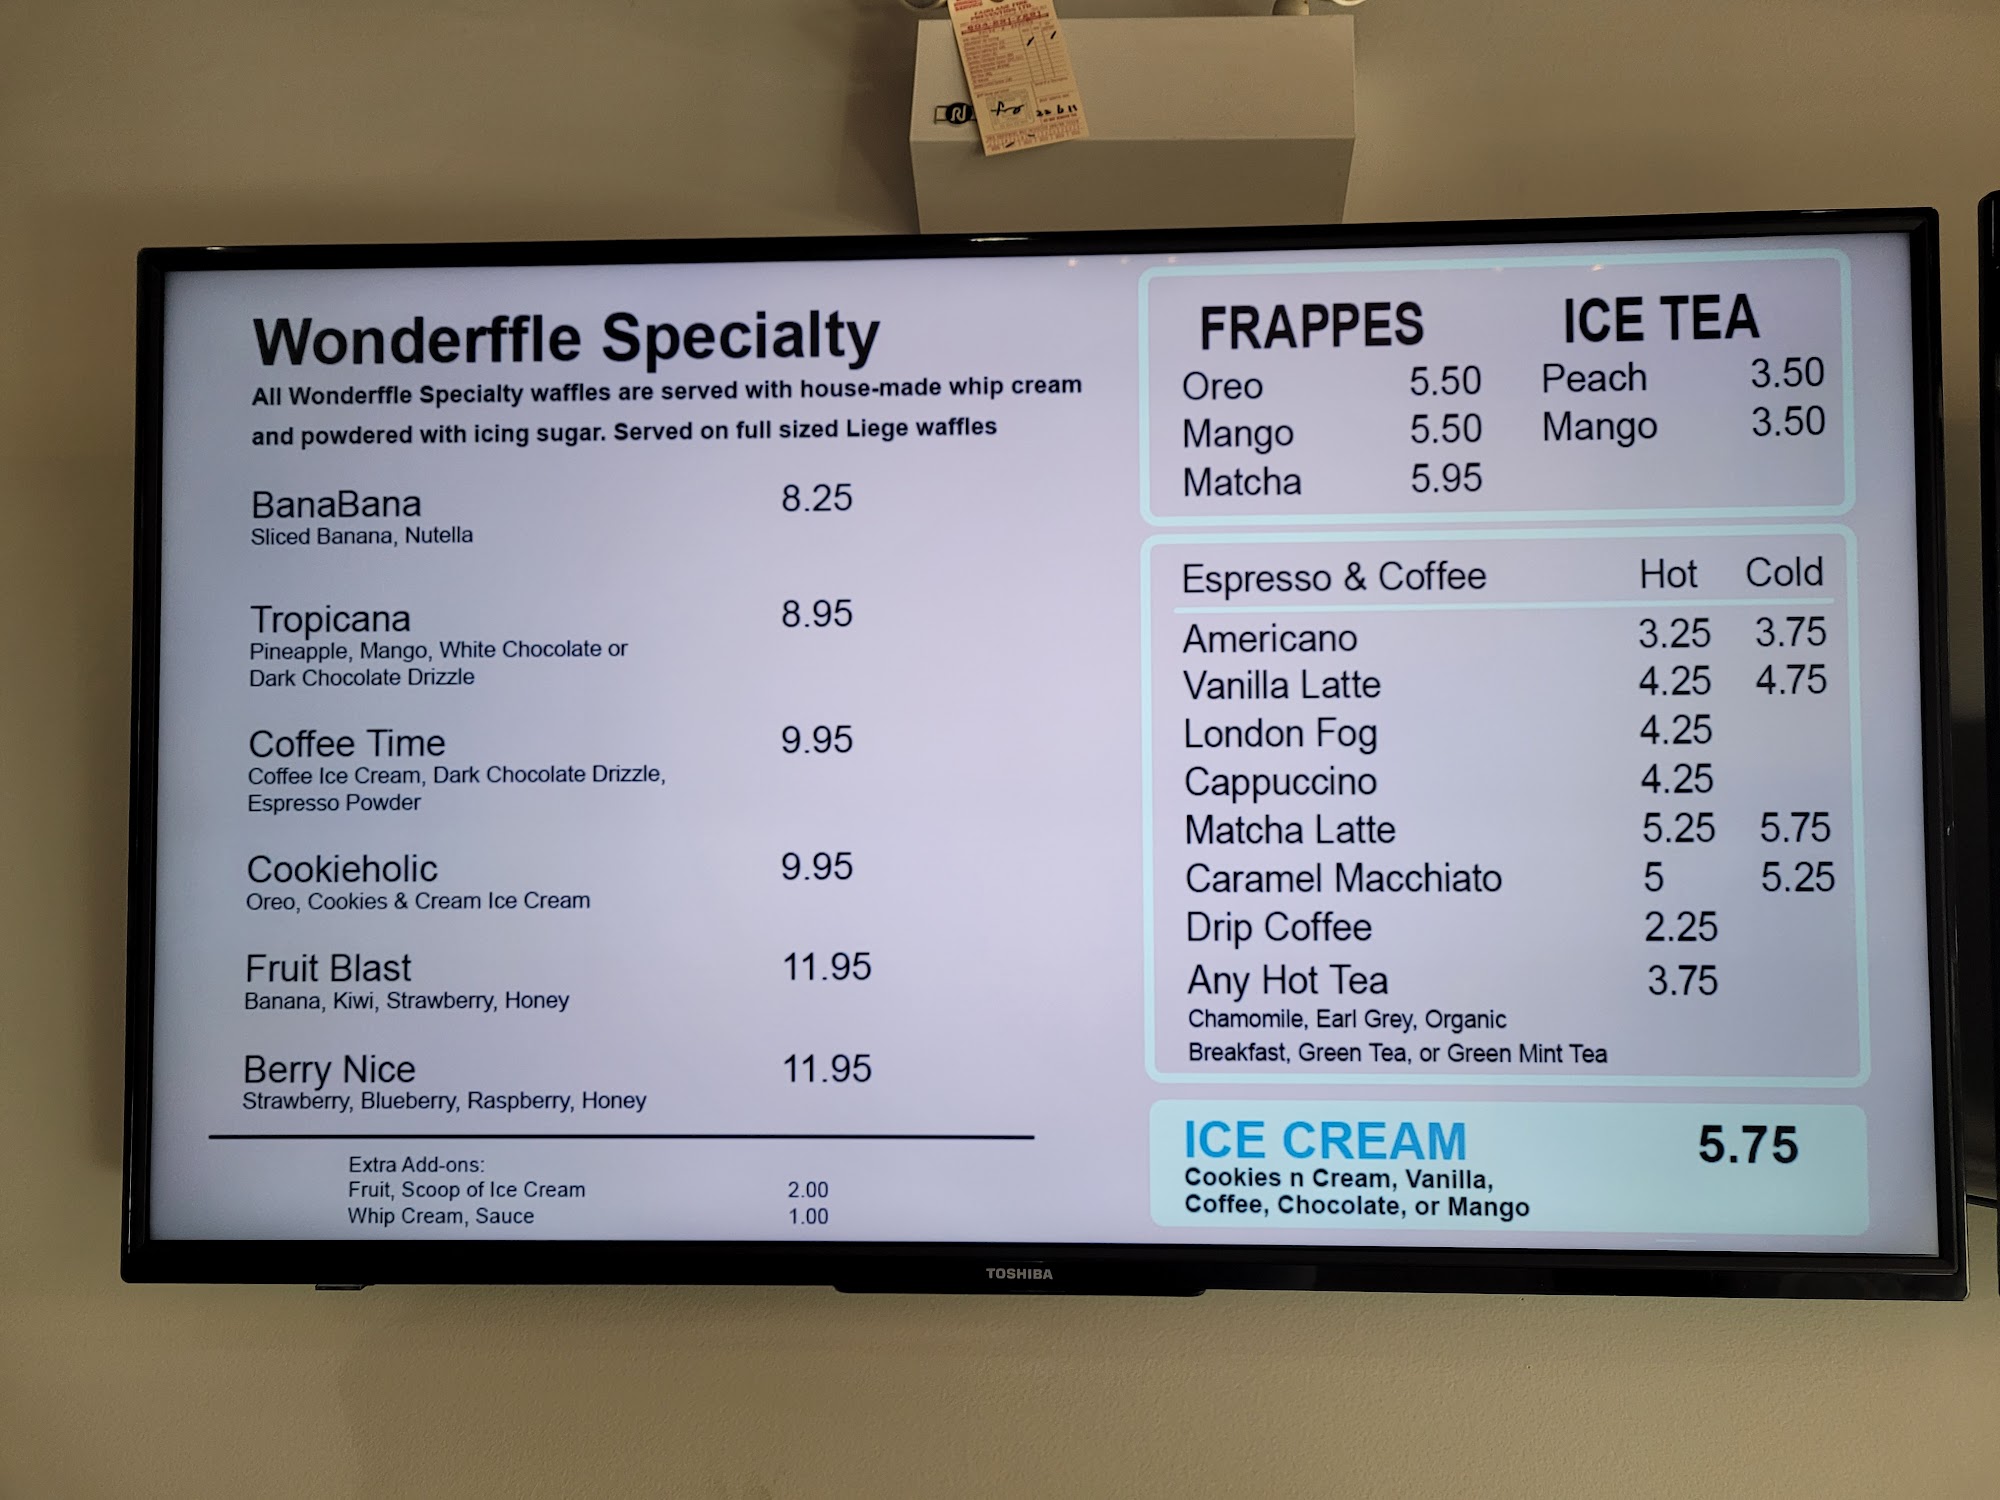 Wonderffle Specialty
All Wonderffle Specialty waffles are served with house-made whip cream
and powdered with icing sugar. Served on full sized Liege waffles
BanaBana 8.25
Sliced Banana, Nutella
Tropicana 8.95
Pineapple, Mango, White Chocolate or
Dark Chocolate Drizzle
Coffee Time 9.95
Coffee Ice Cream, Dark Chocolate Drizzle,
Espresso Powder
Cookieholic 9.95
Oreo, Cookies & Cream Ice Cream
Fruit Blast 11.95
Banana, Kiwi, Strawberry, Honey
Berry Nice 11.95
Strawberry, Blueberry, Raspberry, Honey
Extra Add-ons:
Fruit, Scoop of Ice Cream 2.00
Whip Cream, Sauce 1.00
FRAPPES
Oreo 5.50
Mango 5.50
Matcha 5.95
ICE TEA
Peach 3.50
Mango 3.50
Espresso & Coffee Hot Cold
Americano 3.25 3.75
Vanilla Latte 4.25 4.75
London Fog 4.25
Cappuccino 4.25
Matcha Latte 5.25 5.75
Caramel Macchiato 5 5.25
Drip Coffee 2.25
Any Hot Tea 3.75
Chamomile, Earl Grey, Organic
Breakfast, Green Tea, or Green Mint Tea
ICE CREAM 5.75
Cookies n Cream, Vanilla,
Coffee, Chocolate, or Mango
TOSHIBA